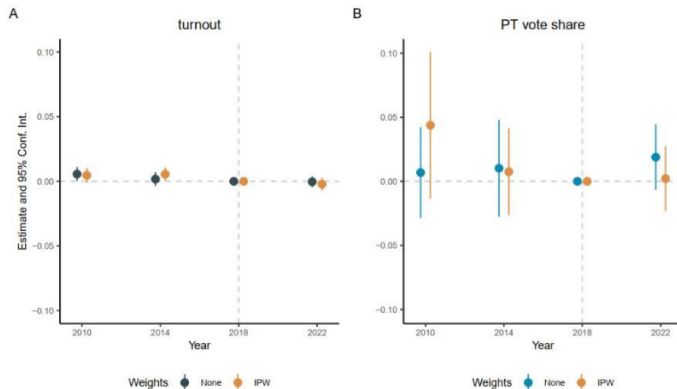 A
turnout
0.10
0.05
0.00
−0.05
−0.10
Estimate and 95% Conf. Int.
2010 2014 2018 2022
Year
Weights None IPW
B
PT vote share
0.10
0.05
0.00
−0.05
−0.10
2010 2014 2018 2022
Year
Weights None IPW